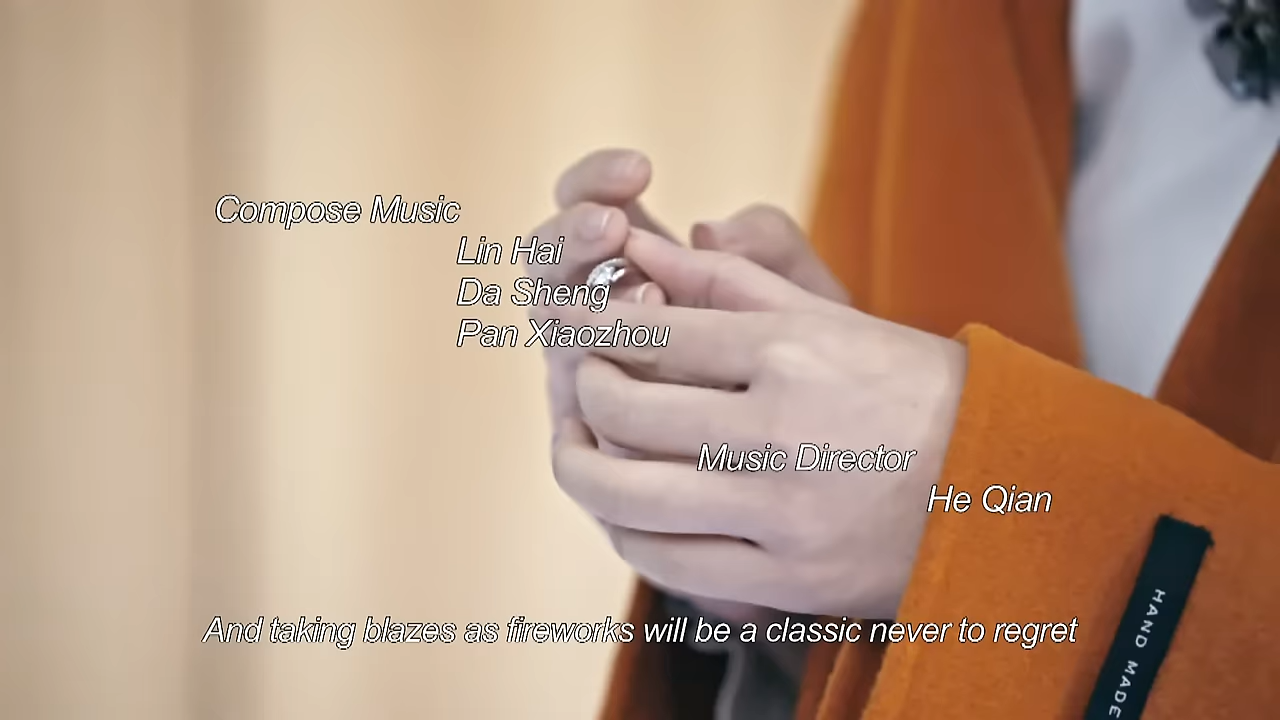 Compose Music
Lin Hai
Da Sheng
Pan Xiaozhou
Music Director
He Qian
And taking blazes as fireworks will be a classic never to regret
HAND MADE